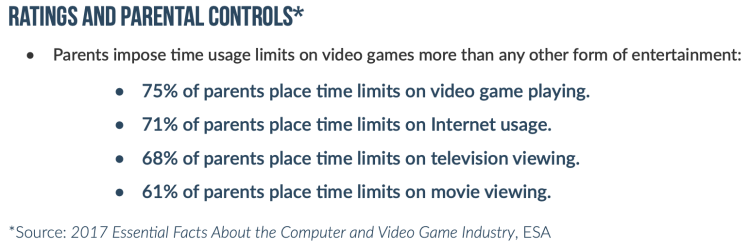 RATINGS AND PARENTAL CONTROLS*
• Parents impose time usage limits on video games more than any other form of entertainment:
• 75% of parents place time limits on video game playing.
• 71% of parents place time limits on Internet usage.
• 68% of parents place time limits on television viewing.
• 61% of parents place time limits on movie viewing.
*Source: 2017 Essential Facts About the Computer and Video Game Industry, ESA